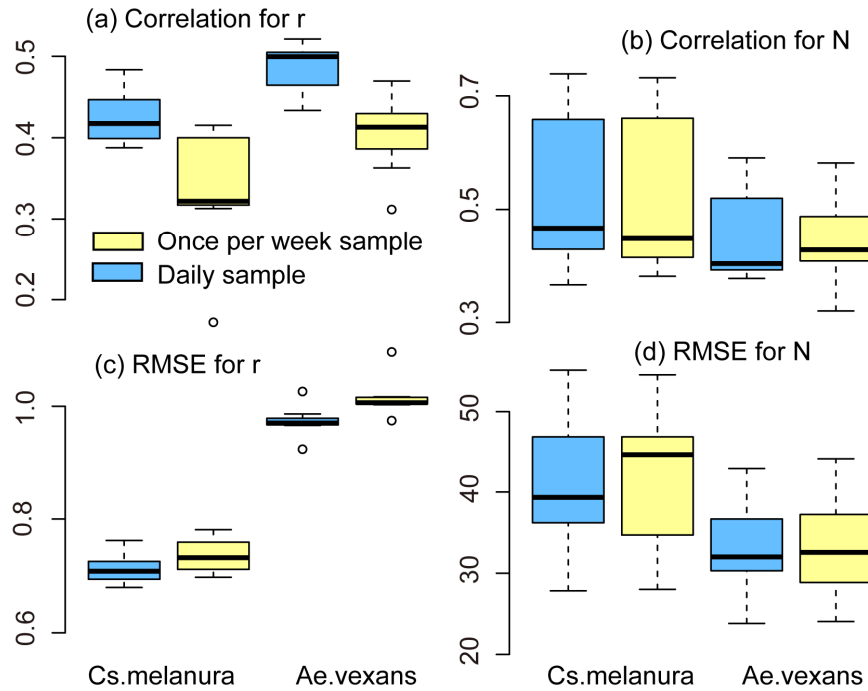 (a) Correlation for r
0.5
0.4
0.3
0.2
Once per week sample
Daily sample
(b) Correlation for N
0.7
0.5
0.3
(c) RMSE for r
1.0
0.8
0.6
(d) RMSE for N
50
40
30
20
Cs.melanura
Ae.vexans
Cs.melanura
Ae.vexans